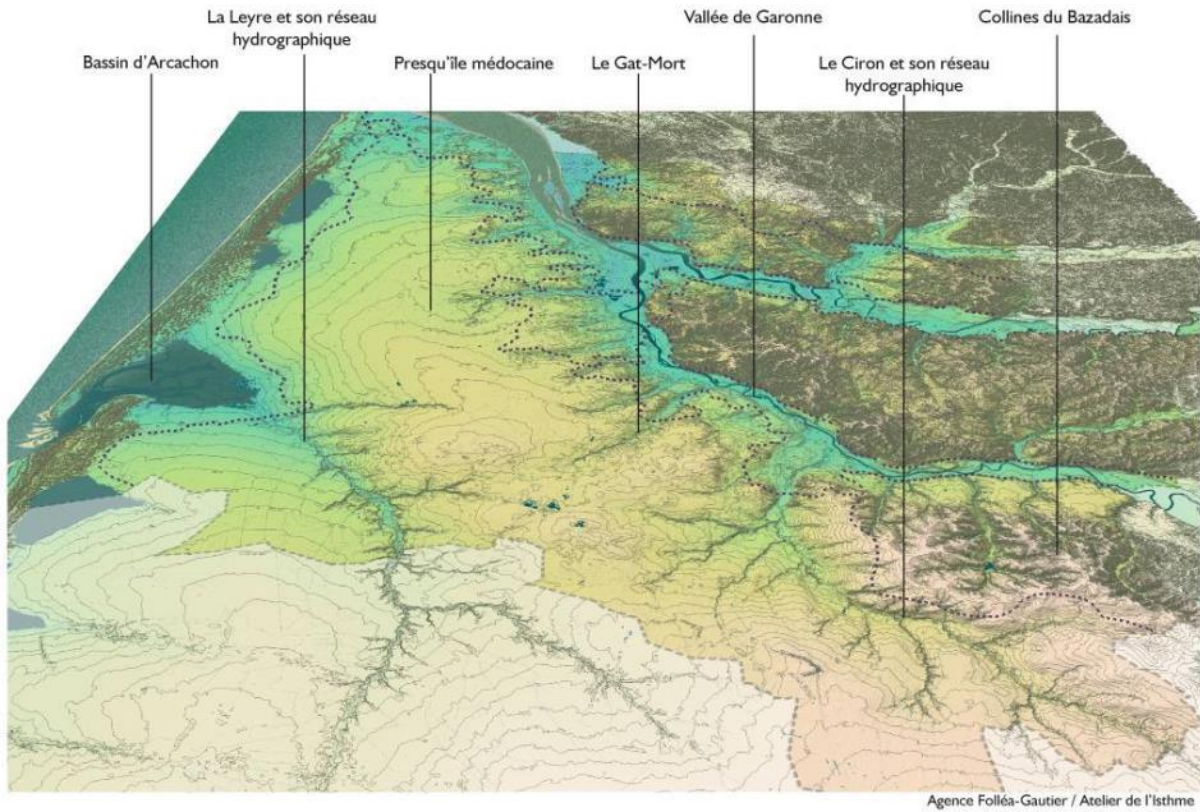 La Leyre et son réseau
hydrographique
Vallée de Garonne
Collines du Bazadais
Bassin d'Arcachon
Presqu'île médocaine
Le Gat-Mort
Le Ciron et son réseau
hydrographique
Agence Folléa-Gautier / Atelier de l'Isthme